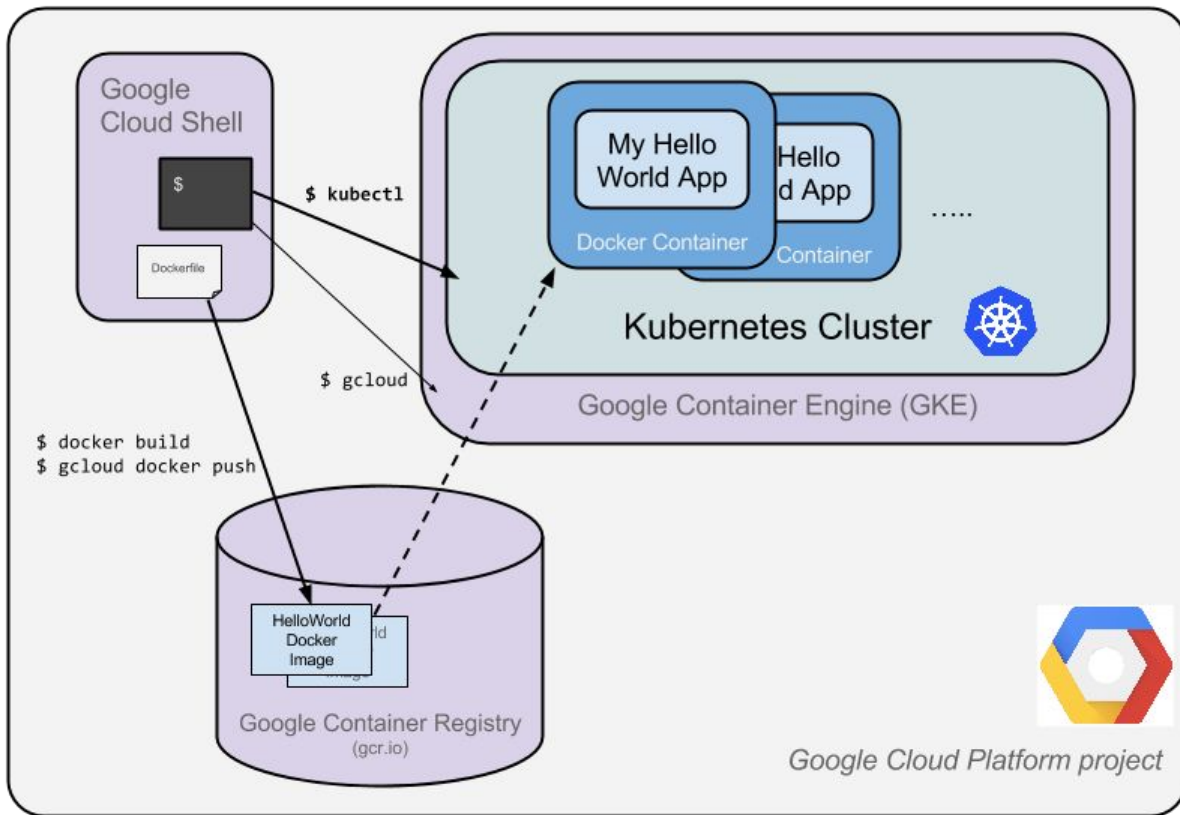 Google
Cloud Shell
$
Dockerfile
$ kubectl
$ gcloud
$ docker build
$ gcloud docker push
My Hello
World App
Docker Container
Hello
d App
Container
.....
Kubernetes Cluster
Google Container Engine (GKE)
HelloWorld
Docker
Image
ld
Image
Google Container Registry
(gcr.io)
Google Cloud Platform project